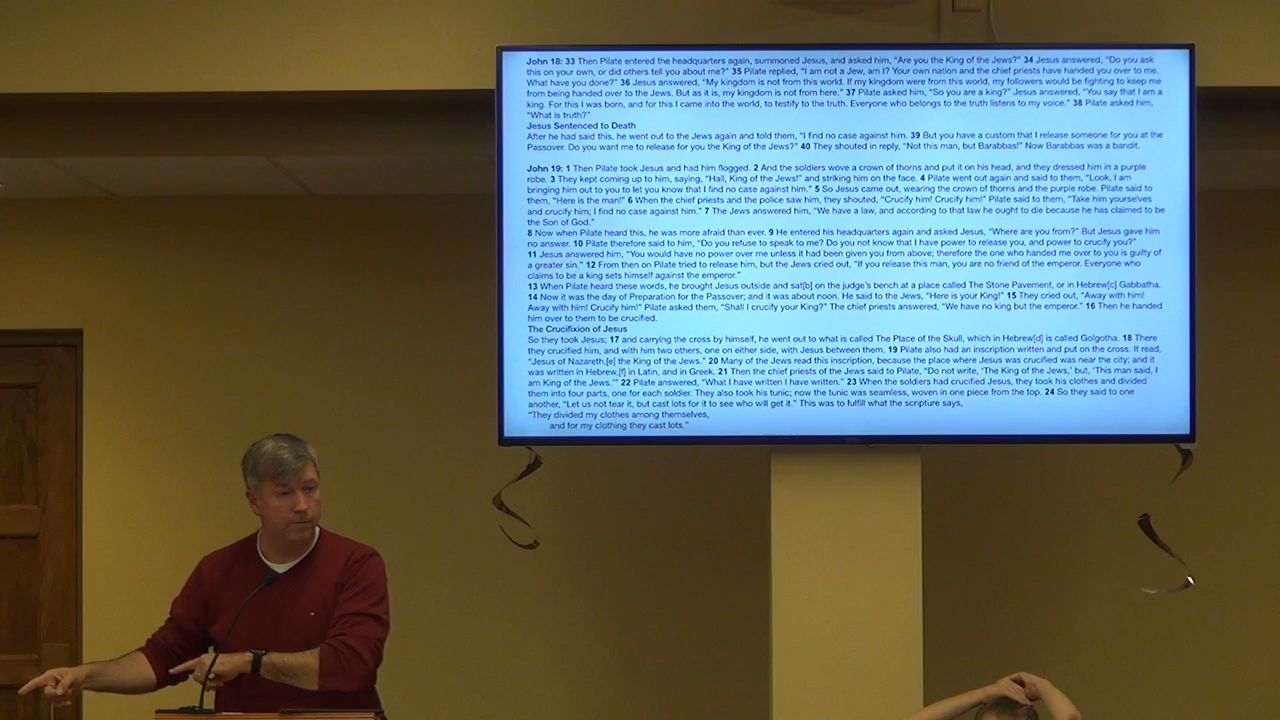 John 18: 33 Then Pilate entered the headquarters again, summoned Jesus, and asked him, “Are you the King of the Jews?” 34 Jesus answered, “Do you ask
this on your own, or did others tell you about me?” 35 Pilate replied, “I am not a Jew, am I? Your own nation and the chief priests have handed you over to me.
What have you done?” 36 Jesus answered, “My kingdom is not from this world. If my kingdom were from this world, my followers would be fighting to keep me
from being handed over to the Jews. But as it is, my kingdom is not from here.” 37 Pilate asked him, “So you are a king?” Jesus answered, “You say that I am a
king. For this I was born, and for this I came into the world, to testify to the truth. Everyone who belongs to the truth listens to my voice.” 38 Pilate asked him,
“What is truth?”
Jesus Sentenced to Death
After he had said this, he went out to the Jews again and told them, “I find no case against him. 39 But you have a custom that I release someone for you at the
Passover. Do you want me to release for you the King of the Jews?” 40 They shouted in reply, “Not this man, but Barabbas!” Now Barabbas was a bandit.
John 19: 1 Then Pilate took Jesus and had him flogged. 2 And the soldiers wove a crown of thorns and put it on his head, and they dressed him in a purple
robe. 3 They kept coming up to him, saying, “Hail, King of the Jews!” and striking him on the face. 4 Pilate went out again and said to them, “Look, I am
bringing him out to you to let you know that I find no case against him.” 5 So Jesus came out, wearing the crown of thorns and the purple robe. Pilate said to
them, “Here is the man!” 6 When the chief priests and the police saw him, they shouted, “Crucify him! Crucify him!” Pilate said to them, “Take him yourselves
and crucify him; I find no case against him.” 7 The Jews answered him, “We have a law, and according to that law he ought to die because he has claimed to be
the Son of God.”
8 Now when Pilate heard this, he was more afraid than ever. 9 He entered his headquarters again and asked Jesus, “Where are you from?” But Jesus gave him
no answer. 10 Pilate therefore said to him, “Do you refuse to speak to me? Do you not know that I have power to release you, and power to crucify you?”
11 Jesus answered him, “You would have no power over me unless it had been given you from above; therefore the one who handed me over to you is guilty of
a greater sin.” 12 From then on Pilate tried to release him, but the Jews cried out, “If you release this man, you are no friend of the emperor. Everyone who
claims to be a king sets himself against the emperor.”
13 When Pilate heard these words, he brought Jesus outside and sat[b] on the judge’s bench at a place called The Stone Pavement, or in Hebrew[c] Gabbatha.
14 Now it was the day of Preparation for the Passover; and it was about noon. He said to the Jews, “Here is your King!” 15 They cried out, “Away with him!
Away with him! Crucify him!” Pilate asked them, “Shall I crucify your King?” The chief priests answered, “We have no king but the emperor.” 16 Then he handed
him over to them to be crucified.
The Crucifixion of Jesus
So they took Jesus; 17 and carrying the cross by himself, he went out to what is called The Place of the Skull, which in Hebrew[d] is called Golgotha. 18 There
they crucified him, and with him two others, one on either side, with Jesus between them. 19 Pilate also had an inscription written and put on the cross. It read,
“Jesus of Nazareth,[e] the King of the Jews.” 20 Many of the Jews read this inscription, because the place where Jesus was crucified was near the city; and it
was written in Hebrew,[f] in Latin, and in Greek. 21 Then the chief priests of the Jews said to Pilate, “Do not write, ‘The King of the Jews,’ but, ‘This man said, I
am King of the Jews.’” 22 Pilate answered, “What I have written I have written.” 23 When the soldiers had crucified Jesus, they took his clothes and divided
them into four parts, one for each soldier. They also took his tunic; now the tunic was seamless, woven in one piece from the top. 24 So they said to one
another, “Let us not tear it, but cast lots for it to see who will get it.” This was to fulfill what the scripture says,
“They divided my clothes among themselves,
and for my clothing they cast lots.”